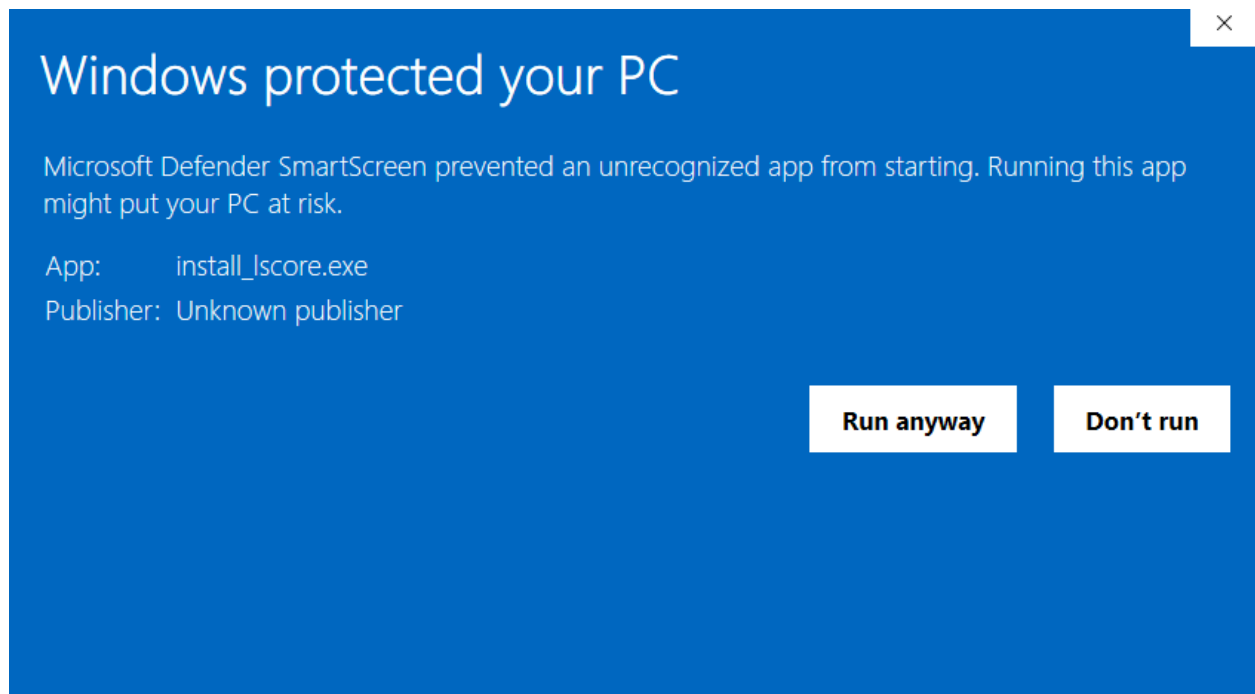 Windows protected your PC
Microsoft Defender SmartScreen prevented an unrecognized app from starting. Running this app
might put your PC at risk.
App: install_lscore.exe
Publisher: Unknown publisher
Run anyway Don’t run